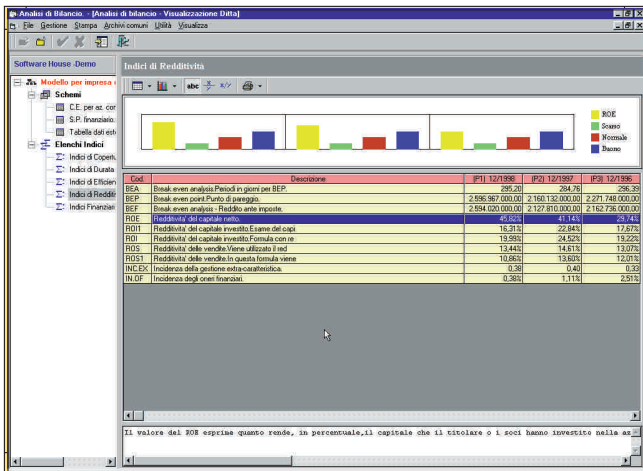 Analisi di Bilancio. - [Analisi di bilancio - Visualizzazione Ditta]
File Gestione Stampa Archivi comuni Utilità Visualizza
Software House -Demo
Indici di Redditività
Modello per impresa
Schemi
C.E. per az. con
S.P. finanziario.
Tabella dati est
Elenchi Indici
Indici di Copertu
Indici di Durata
Indici di Efficien
Indici di Redditi
Indici Finanziari
abc
ROE
Scarso
Normale
Buono
Cod. Descrizione (P1) 12/1998 (P2) 12/1997 (P3) 12/1996
BEA Break even analysis.Periodi in giorni per BEP. 295,20 284,76 296,39
BEP Break even point.Punto di pareggio. 2.596.967.000,00 2.160.132.000,00 2.271.748.000,00
BEF Break even analysis - Reddito ante imposte. 2.594.020.000,00 2.127.810.000,00 2.162.736.000,00
ROE Redditivita' del capitale netto. 45,82% 41,14% 29,74%
ROI1 Redditivita' del capitale investito.Esame del capi 16,31% 22,84% 17,67%
ROI Redditivita' del capitale investito.Formula con re 19,99% 24,52% 19,22%
ROS Redditivita' delle vendite.Viene utilizzato il red 13,44% 14,61% 13,07%
ROS1 Redditivita' delle vendite.In questa formula viene 10,86% 13,60% 12,01%
INC.EX Incidenza della gestione extra-caratteristica. 0,38 0,40 0,33
IN.OF Incidenza degli oneri finanziari. 0,38% 1,11% 2,51%
Il valore del ROE esprime quanto rende, in percentuale,il capitale che il titolare o i soci hanno investito nella az